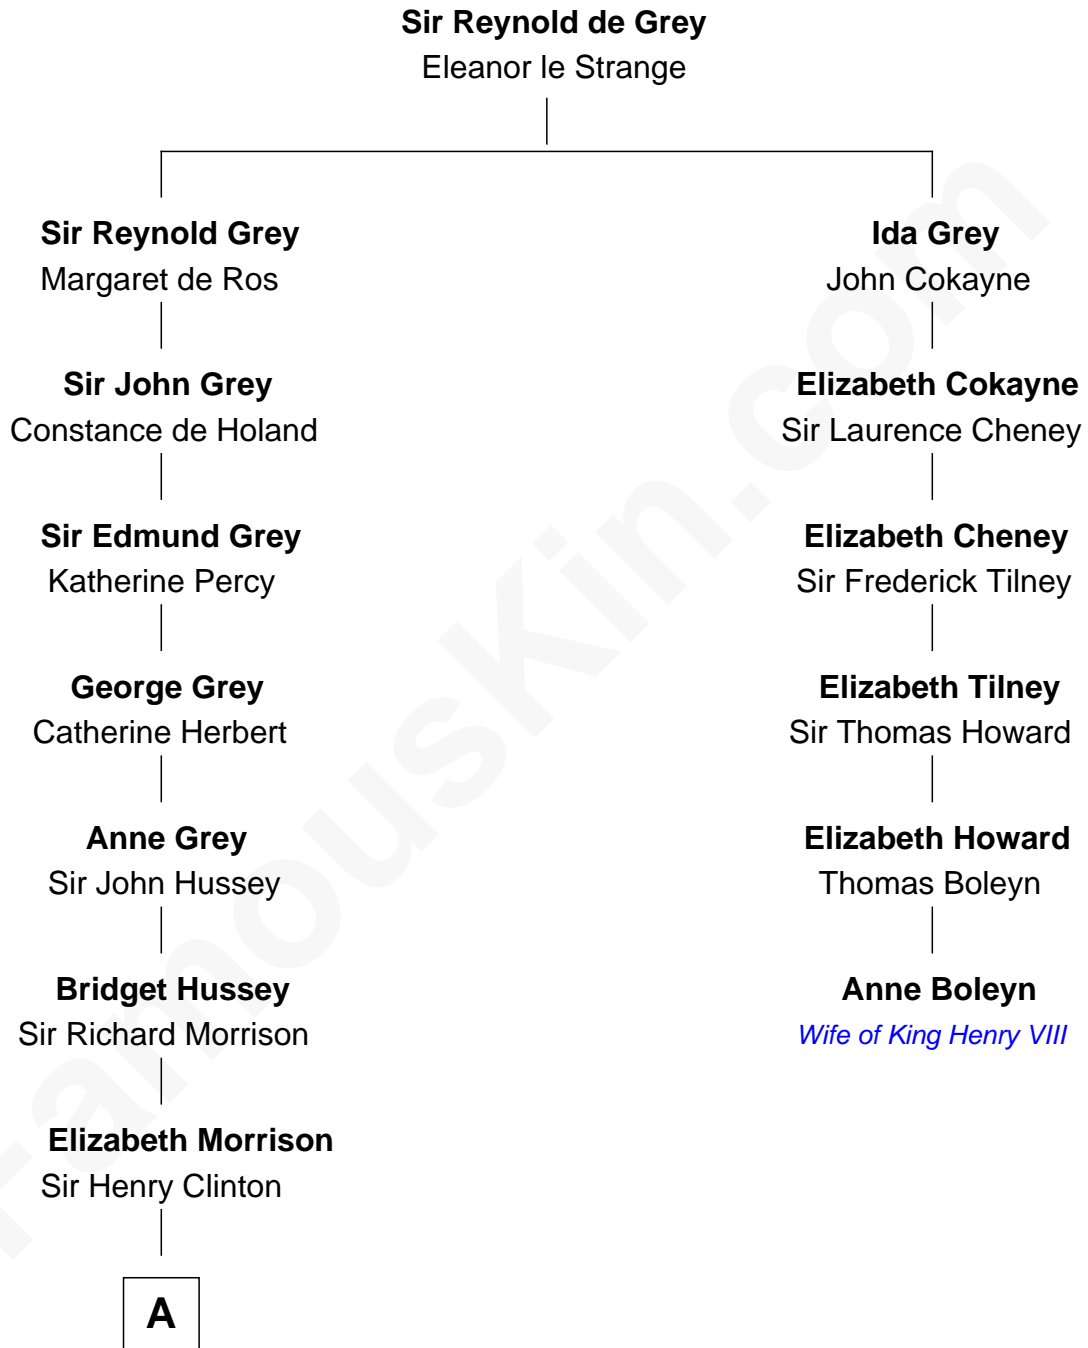 Sir Reynold de Grey
Eleanor le Strange
Sir Reynold Grey
Margaret de Ros
Ida Grey
John Cokayne
Sir John Grey
Constance de Holand
Elizabeth Cokayne
Sir Laurence Cheney
Sir Edmund Grey
Katherine Percy
Elizabeth Cheney
Sir Frederick Tilney
George Grey
Catherine Herbert
Elizabeth Tilney
Sir Thomas Howard
Anne Grey
Sir John Hussey
Elizabeth Howard
Thomas Boleyn
Bridget Hussey
Sir Richard Morrison
Anne Boleyn
Wife of King Henry VIII
Elizabeth Morrison
Sir Henry Clinton
A
FamousKin.com